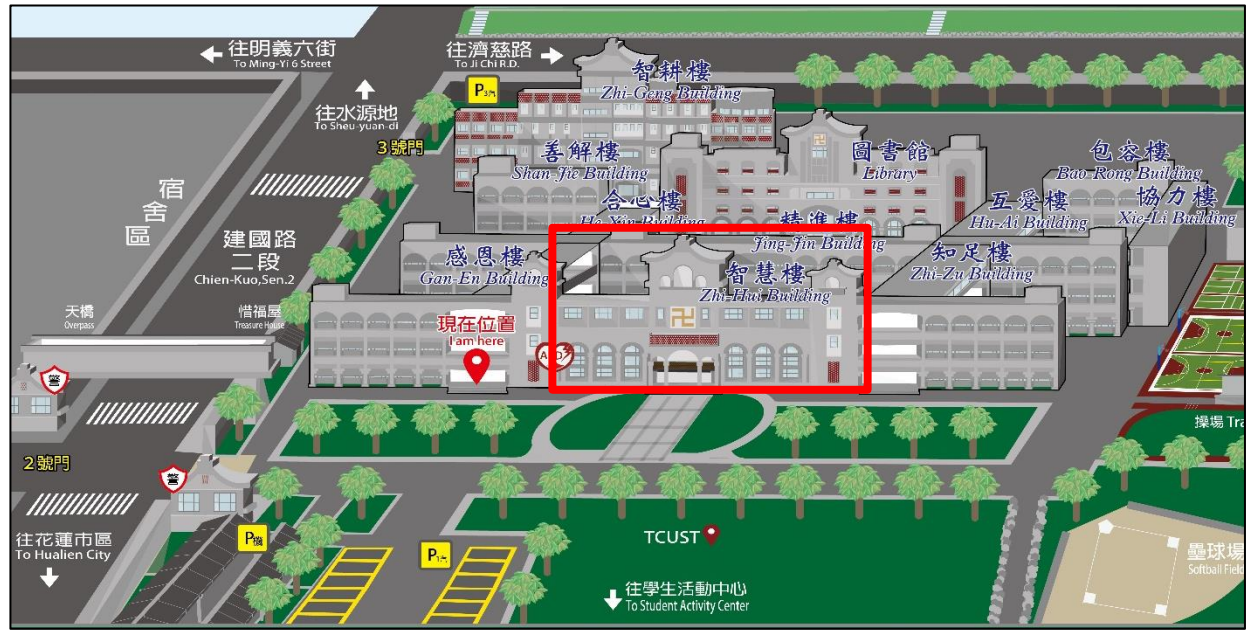 往明義六街
To Ming-Yi 6 Street
往濟慈路
To Ji Chi R.D.
智耕樓
Zhi-Geng Building
往水源地
To Sheu-yuan-di
3號門
善解樓
Shan-Jie Building
圖書館
Library
包容樓
Bao-Rong Building
宿舍區
合心樓
He-Xin Building
精進樓
Jing-Jin Building
互愛樓
Hu-Ai Building
協力樓
Xie-Li Building
建國路
二段
Chien-Kuo,Sen.2
感恩樓
Gan-En Building
智慧樓
Zhi-Hui Building
知足樓
Zhi-Zu Building
天橋
Overpass
惜福屋
Treasure House
現在位置
I am here
卍
警
操場 Tra
2號門
警
往花蓮市區
To Hualien City
TCUST
往學生活動中心
To Student Activity Center
壘球場
Softball Field